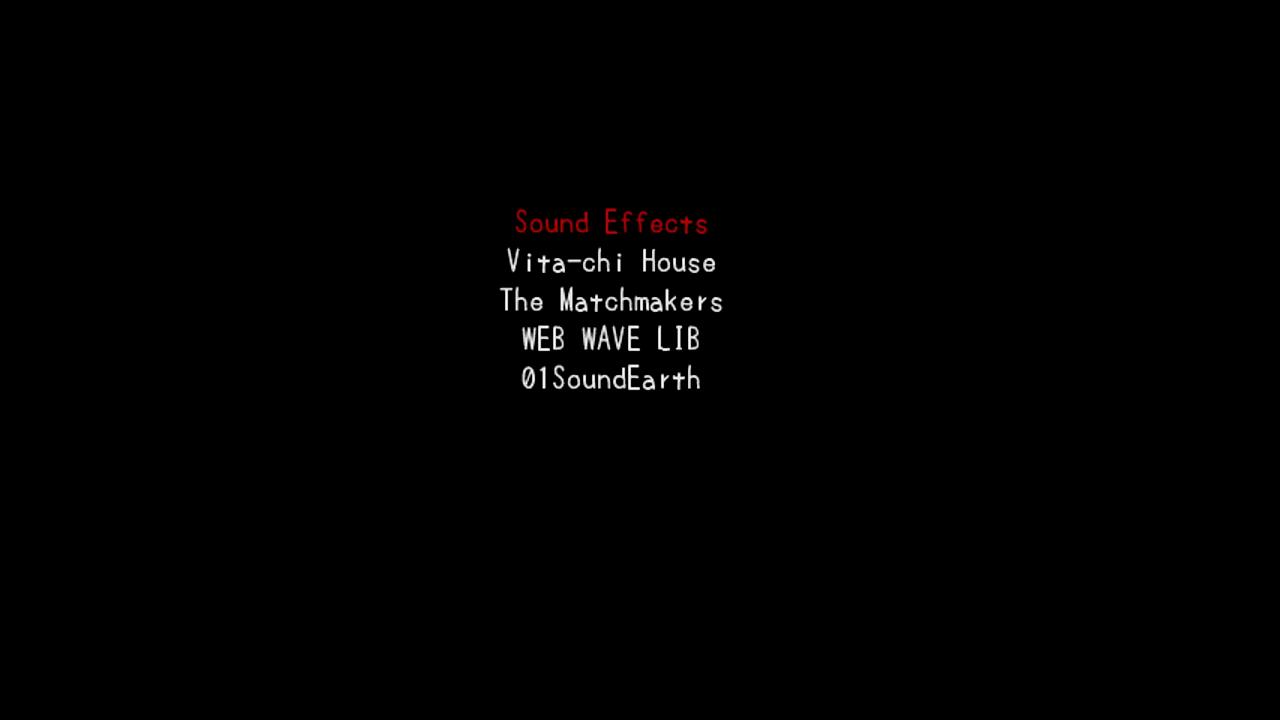 Sound Effects
Vita-chi House
The Matchmakers
WEB WAVE LIB
01SoundEarth